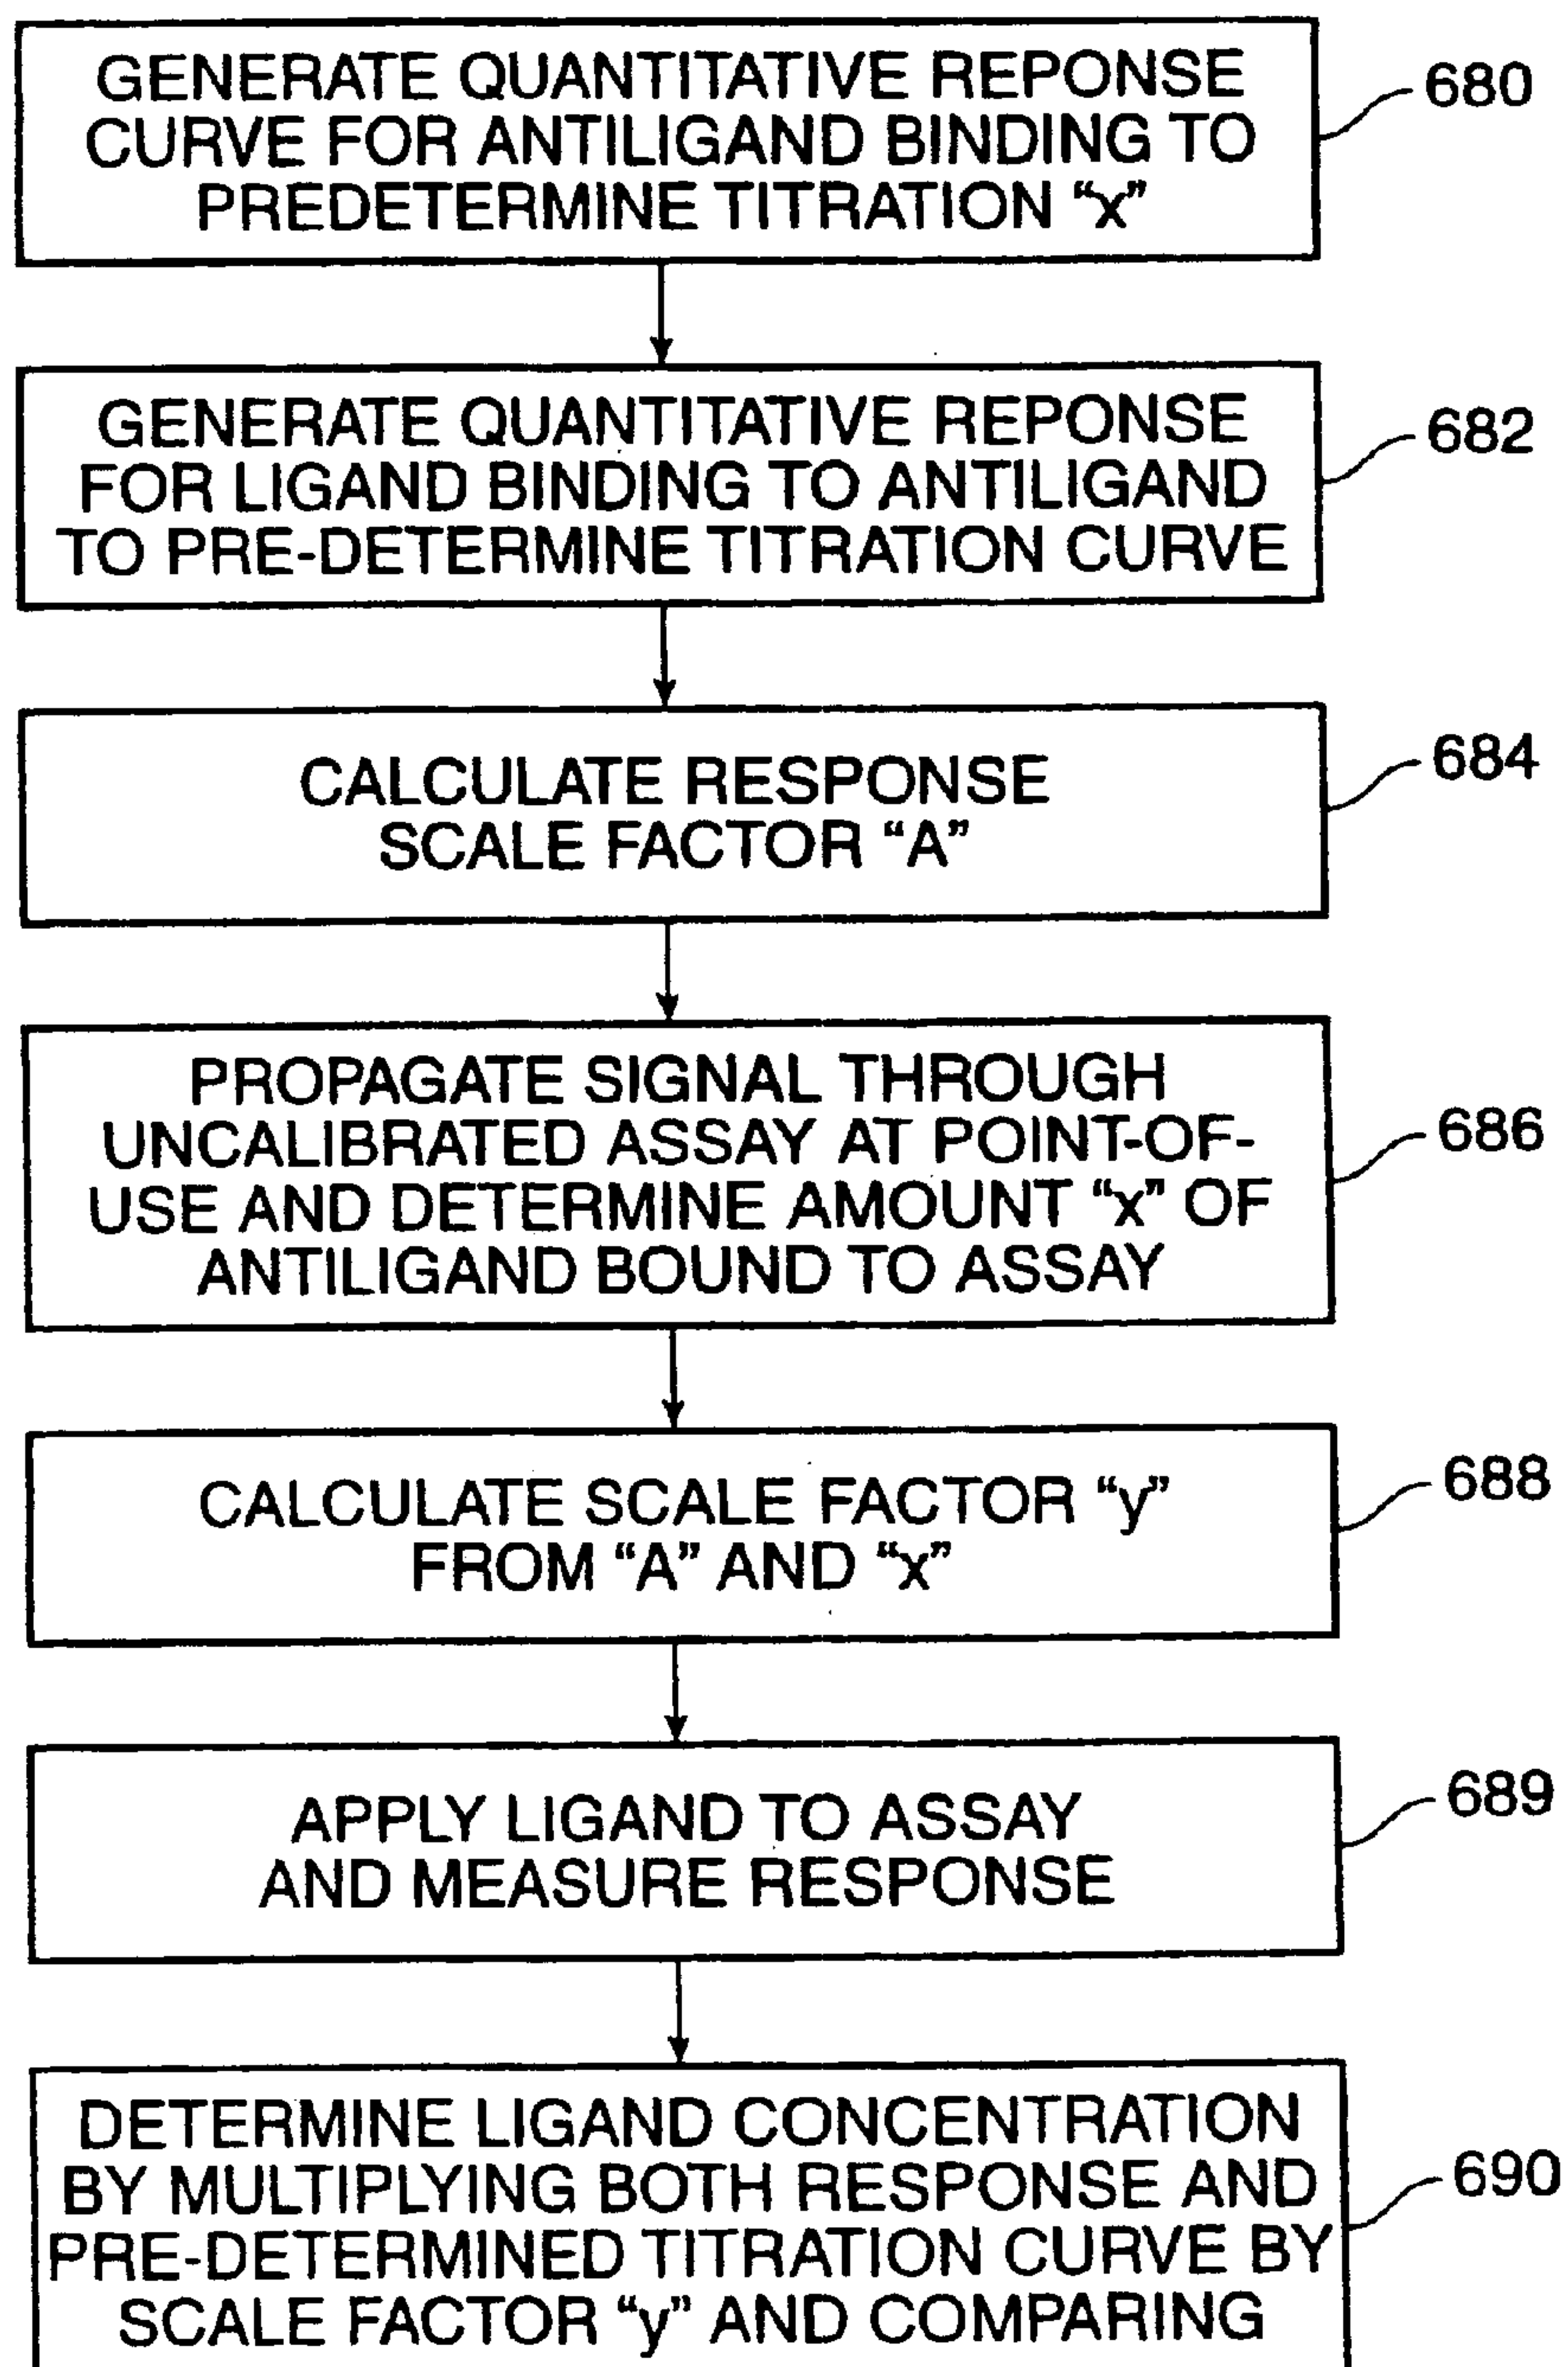 GENERATE QUANTITATIVE REPONSE
CURVE FOR ANTILIGAND BINDING TO
PREDETERMINE TITRATION “x”
680
GENERATE QUANTITATIVE REPONSE
FOR LIGAND BINDING TO ANTILIGAND
TO PRE-DETERMINE TITRATION CURVE
682
CALCULATE RESPONSE
SCALE FACTOR “A”
684
PROPAGATE SIGNAL THROUGH
UNCALIBRATED ASSAY AT POINT-OF-
USE AND DETERMINE AMOUNT “x” OF
ANTILIGAND BOUND TO ASSAY
686
CALCULATE SCALE FACTOR “y”
FROM “A” AND “x”
688
APPLY LIGAND TO ASSAY
AND MEASURE RESPONSE
689
DETERMINE LIGAND CONCENTRATION
BY MULTIPLYING BOTH RESPONSE AND
PRE-DETERMINED TITRATION CURVE BY
SCALE FACTOR “y” AND COMPARING
690